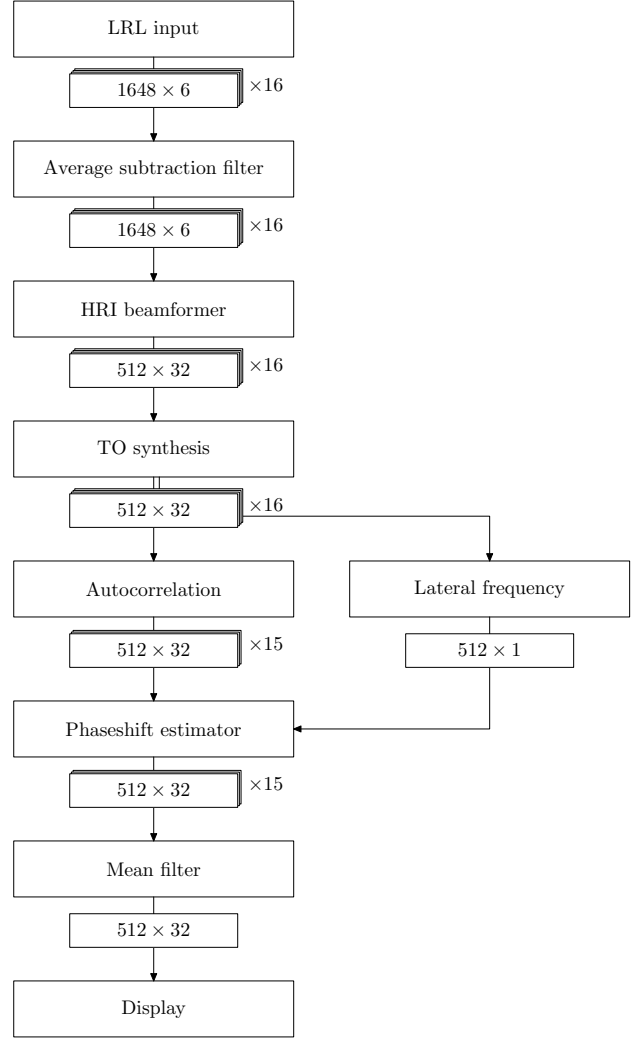 LRL input
1648 × 6
×16
Average subtraction filter
1648 × 6
×16
HRI beamformer
512 × 32
×16
TO synthesis
512 × 32
×16
Autocorrelation
Lateral frequency
512 × 32
×15
512 × 1
Phaseshift estimator
512 × 32
×15
Mean filter
512 × 32
Display